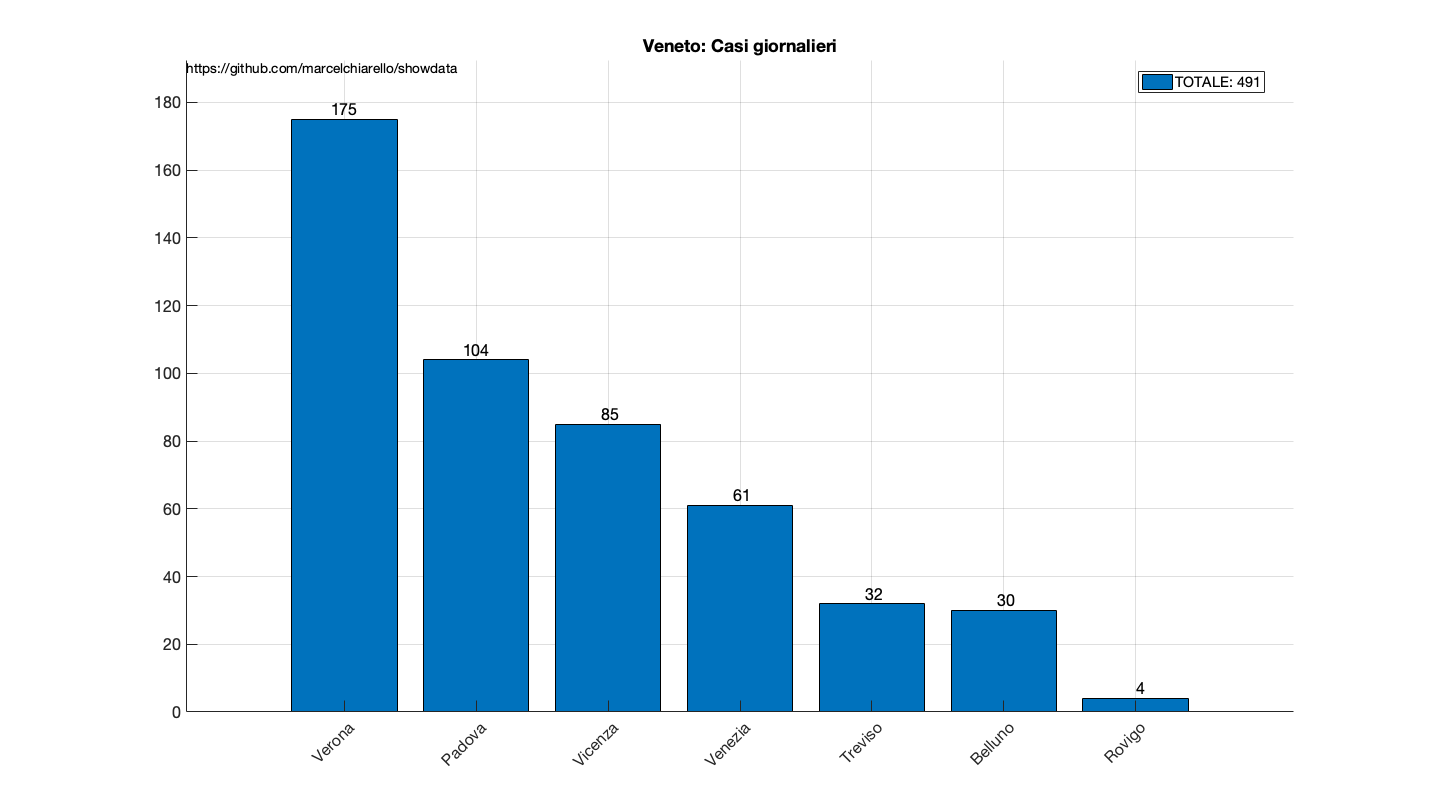 Veneto: Casi giornalieri
https://github.com/marcelchiarello/showdata
TOTALE: 491
180
160
140
120
100
80
60
40
20
0
175
104
85
61
32
30
4
Verona
Padova
Vicenza
Venezia
Treviso
Belluno
Rovigo